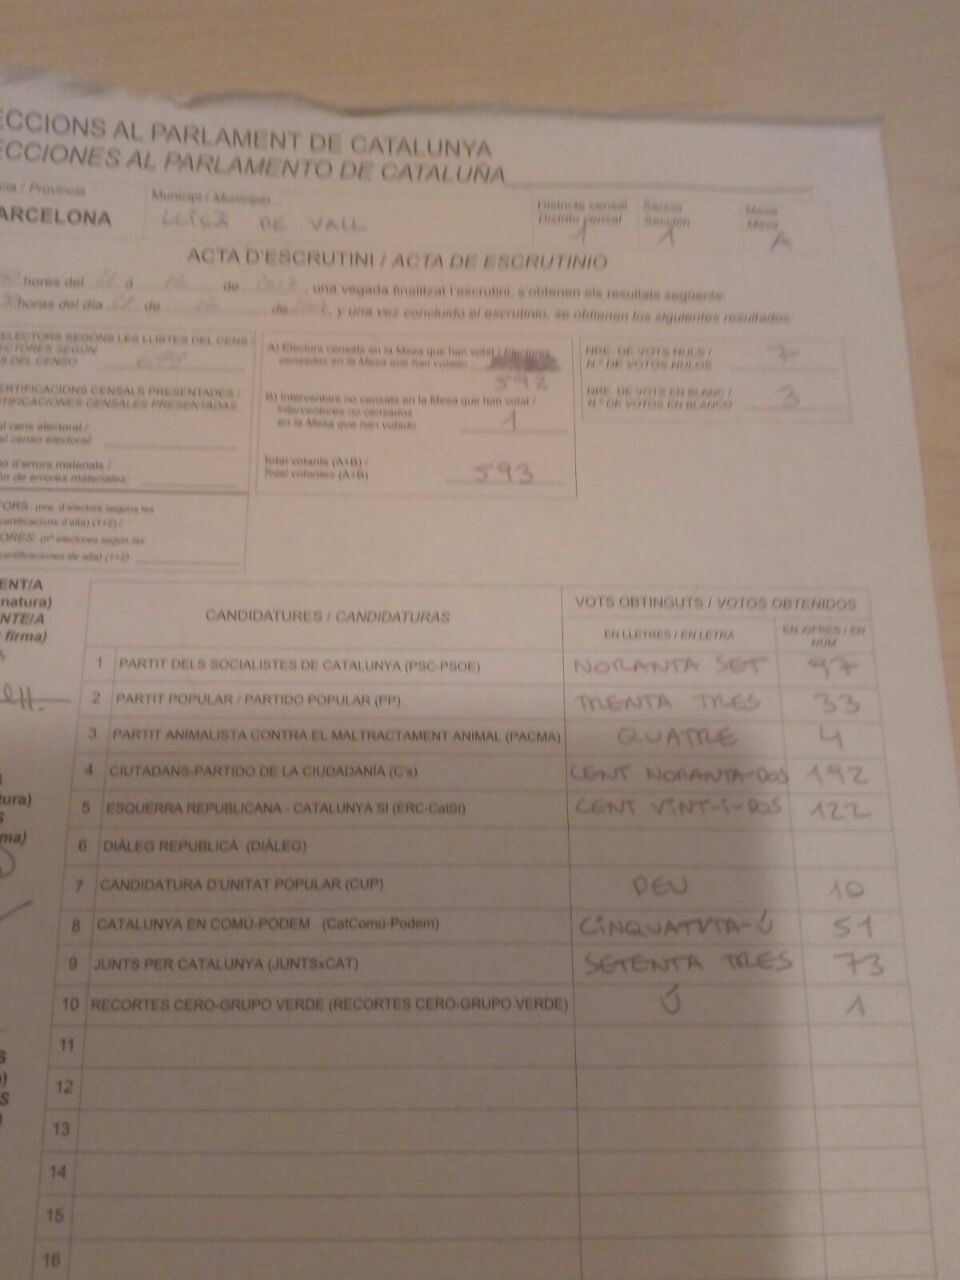 ECCIONS AL PARLAMENT DE CATALUNYA
ECCIONES AL PARLAMENTO DE CATALUÑA
cia / Provincia Municipi / Municipio Districte censal Secció Mesa
ARCELONA LLIÇÀ DE VALL Distrito censal Sección Mesa
1 1 A
ACTA D'ESCRUTINI / ACTA DE ESCRUTINIO
hores del d de una vegada finalitzat l'escrutini, s'obtenen els resultats següents:
horas del día de de y una vez concluido el escrutinio, se obtienen los siguientes resultados:
ELECTORS SEGONS LES LLISTES DEL CENS /
ECTORES SEGÚN
S DEL CENSO
ERTIFICACIONS CENSALS PRESENTADES /
TIFICACIONES CENSALES PRESENTADAS
l cens electoral /
el censo electoral
ó d'errors materials /
ón de errores materiales:
TORS: (nre. d'electors segons les
certificacions d'alta) (1+2) /
ORES: (nº electores según las
certificaciones de alta) (1+2)
A) Electors censats en la Mesa que han votat / Electores
censados en la Mesa que han votado
592
B) Interventors no censats en la Mesa que han votat /
Interventores no censados
en la Mesa que han votado 1
Total votants (A+B) /
Total votantes (A+B) 593
NRE. DE VOTS NULS /
N.º DE VOTOS NULOS 7
NRE. DE VOTS EN BLANC /
N.º DE VOTOS EN BLANCO 3
ENT/A
natura)
NTE/A
firma)
CANDIDATURES / CANDIDATURAS VOTS OBTINGUTS / VOTOS OBTENIDOS
EN LLETRES / EN LETRA EN XIFRES / EN NÚM
1 PARTIT DELS SOCIALISTES DE CATALUNYA (PSC-PSOE) NORANTA SET 97
2 PARTIT POPULAR / PARTIDO POPULAR (PP) TRENTA TRES 33
3 PARTIT ANIMALISTA CONTRA EL MALTRACTAMENT ANIMAL (PACMA) QUATRE 4
4 CIUTADANS-PARTIDO DE LA CIUDADANÍA (C's) CENT NORANTA-DOS 192
5 ESQUERRA REPUBLICANA - CATALUNYA SÍ (ERC-CatSí) CENT VINT-I-DOS 122
6 DIÀLEG REPUBLICÀ (DIÀLEG)
7 CANDIDATURA D'UNITAT POPULAR (CUP) DEU 10
8 CATALUNYA EN COMÚ-PODEM (CatComú-Podem) CINQUANTA-Ú 51
9 JUNTS PER CATALUNYA (JUNTSxCAT) SETENTA TRES 73
10 RECORTES CERO-GRUPO VERDE (RECORTES CERO-GRUPO VERDE) Ú 1
11
12
13
14
15
16
tura)
ma)